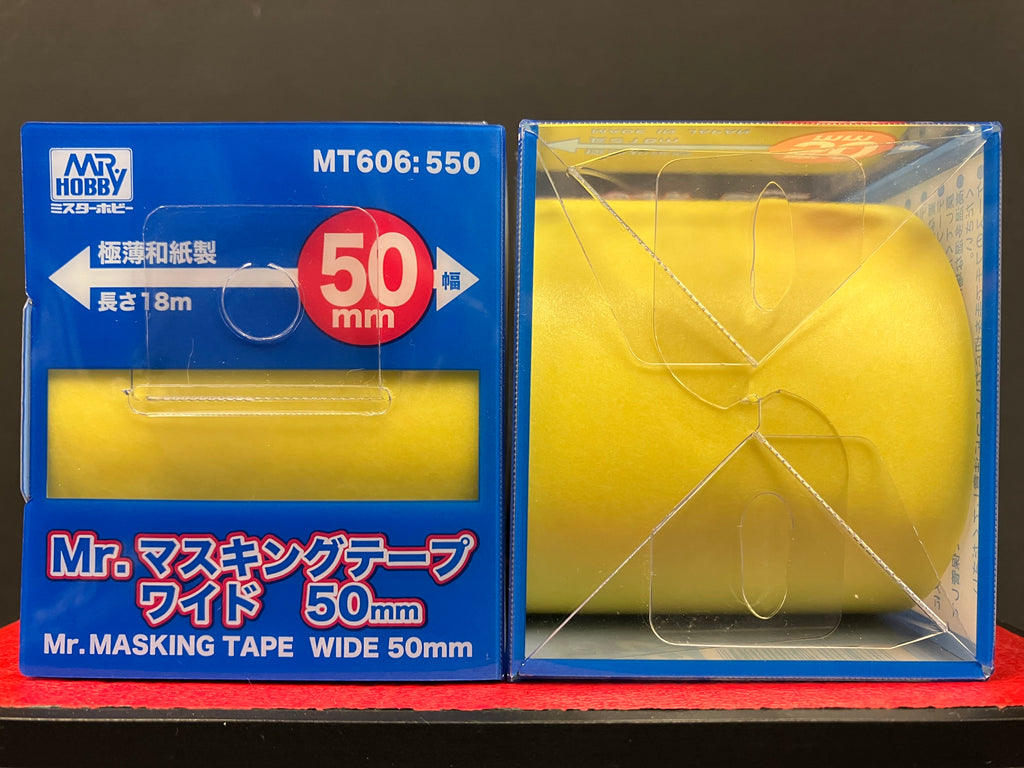 MR.
HOBBY
ミスターホビー
MT606:550
極薄和紙製
長さ18m
50
mm
幅
Mr.マスキングテープ
ワイド 50mm
Mr.MASKING TAPE WIDE 50mm